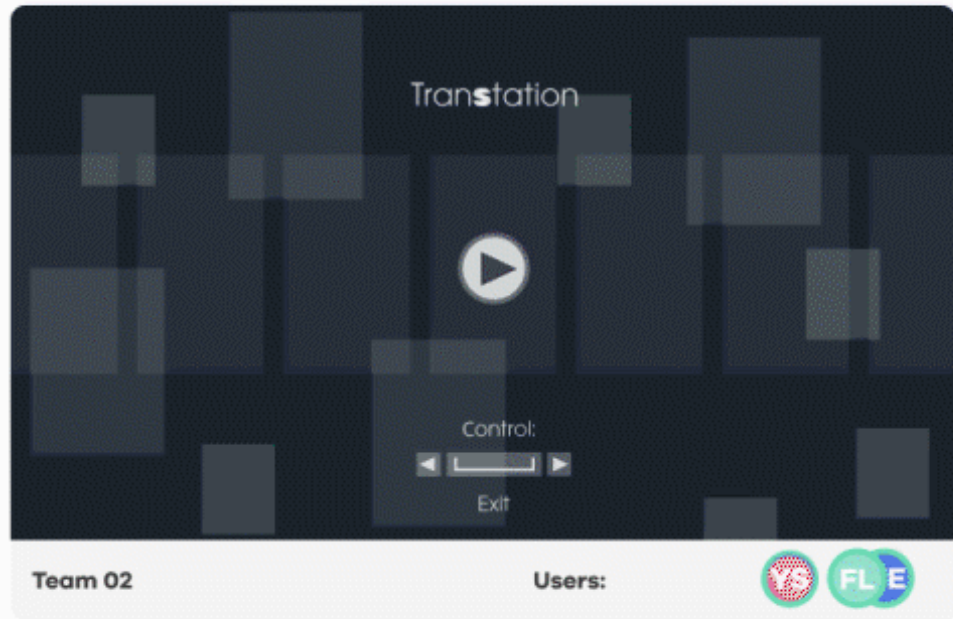 Transtation
Control:
Exit
Team 02
Users:
YS FL E